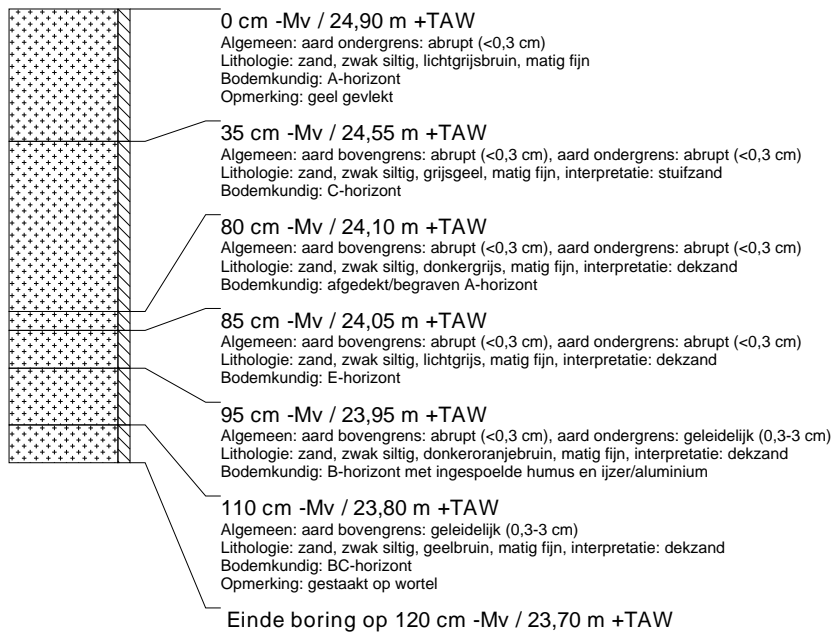 0 cm -Mv / 24,90 m +TAW
Algemeen: aard ondergrens: abrupt (<0,3 cm)
Lithologie: zand, zwak siltig, lichtgrijsbruin, matig fijn
Bodemkundig: A-horizont
Opmerking: geel gevlekt
35 cm -Mv / 24,55 m +TAW
Algemeen: aard bovengrens: abrupt (<0,3 cm), aard ondergrens: abrupt (<0,3 cm)
Lithologie: zand, zwak siltig, grijsgeel, matig fijn, interpretatie: stuifzand
Bodemkundig: C-horizont
80 cm -Mv / 24,10 m +TAW
Algemeen: aard bovengrens: abrupt (<0,3 cm), aard ondergrens: abrupt (<0,3 cm)
Lithologie: zand, zwak siltig, donkergrijs, matig fijn, interpretatie: dekzand
Bodemkundig: afgedekt/begraven A-horizont
85 cm -Mv / 24,05 m +TAW
Algemeen: aard bovengrens: abrupt (<0,3 cm), aard ondergrens: abrupt (<0,3 cm)
Lithologie: zand, zwak siltig, lichtgrijs, matig fijn, interpretatie: dekzand
Bodemkundig: E-horizont
95 cm -Mv / 23,95 m +TAW
Algemeen: aard bovengrens: abrupt (<0,3 cm), aard ondergrens: geleidelijk (0,3-3 cm)
Lithologie: zand, zwak siltig, donkeroranjebruin, matig fijn, interpretatie: dekzand
Bodemkundig: B-horizont met ingespoelde humus en ijzer/aluminium
110 cm -Mv / 23,80 m +TAW
Algemeen: aard bovengrens: geleidelijk (0,3-3 cm)
Lithologie: zand, zwak siltig, geelbruin, matig fijn, interpretatie: dekzand
Bodemkundig: BC-horizont
Opmerking: gestaakt op wortel
Einde boring op 120 cm -Mv / 23,70 m +TAW